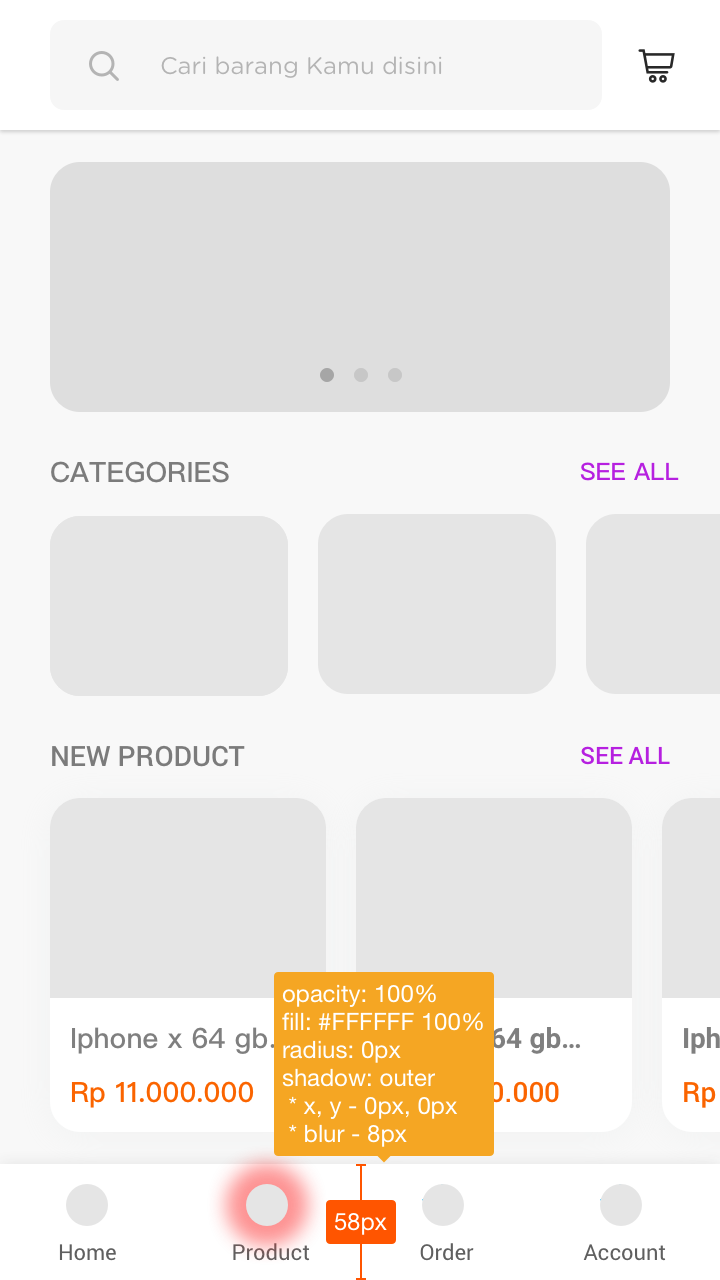 Cari barang Kamu disini
CATEGORIES
SEE ALL
NEW PRODUCT
SEE ALL
opacity: 100%
fill: #FFFFFF 100%
radius: 0px
shadow: outer
* x, y - 0px, 0px
* blur - 8px
Iphone x 64 gb.
64 gb...
Iph
Rp 11.000.000
0.000
Rp
58px
Home
Product
Order
Account